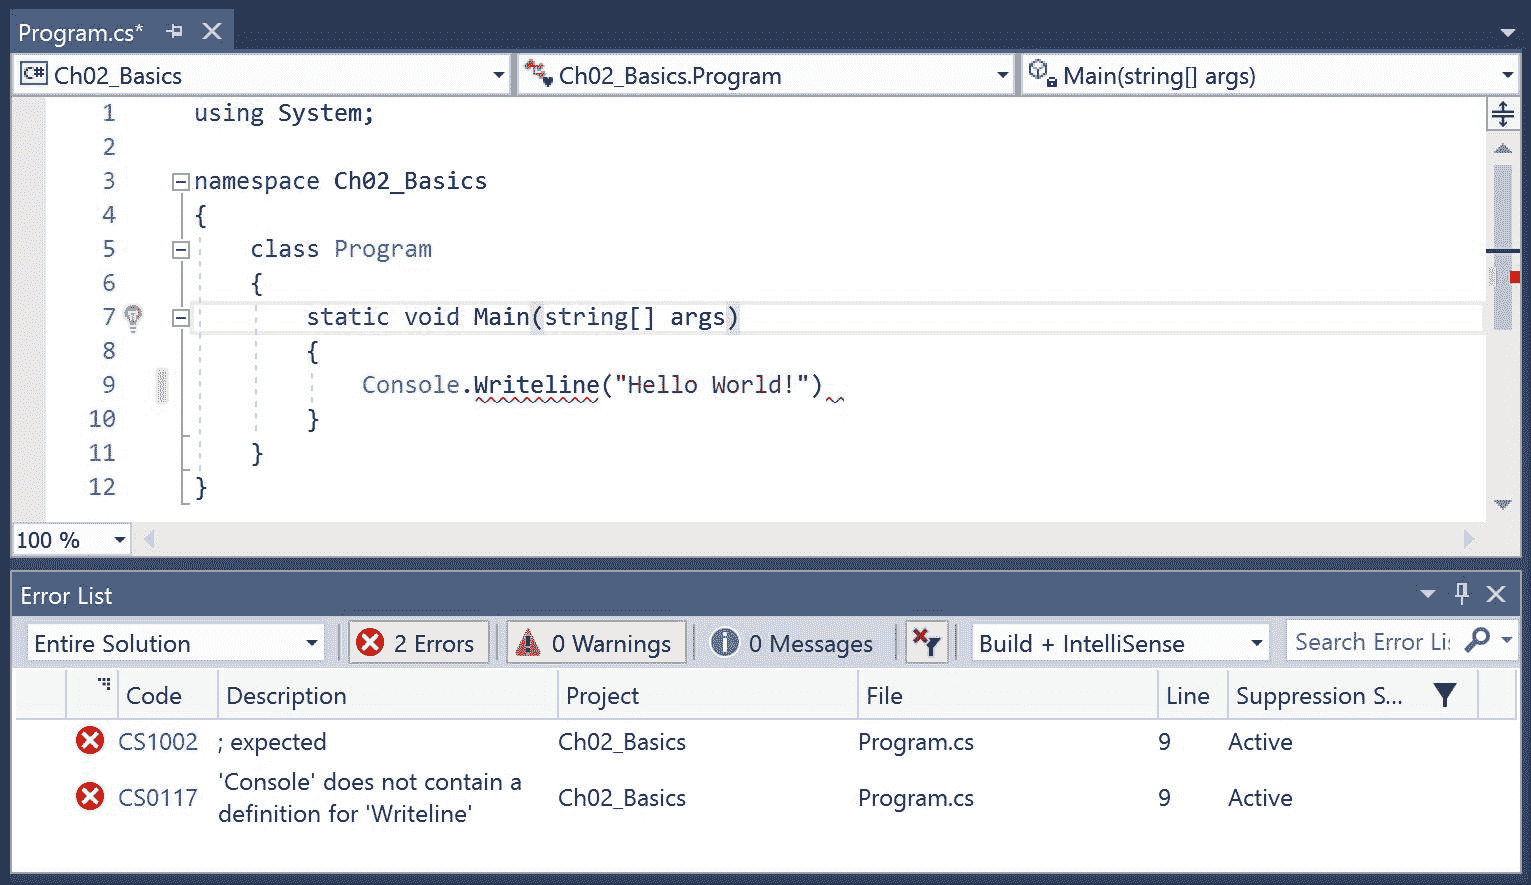 Program.cs*
C# Ch02_Basics Ch02_Basics.Program Main(string[] args)
1 using System;
2
3 namespace Ch02_Basics
4 {
5 class Program
6 {
7 static void Main(string[] args)
8 {
9 Console.Writeline("Hello World!")
10 }
11 }
12 }
100 %
Error List
Entire Solution 2 Errors 0 Warnings 0 Messages Build + IntelliSense Search Error Li
Code Description Project File Line Suppression S...
CS1002 ; expected Ch02_Basics Program.cs 9 Active
'Console' does not contain a
CS0117 Ch02_Basics Program.cs 9 Active
definition for 'Writeline'